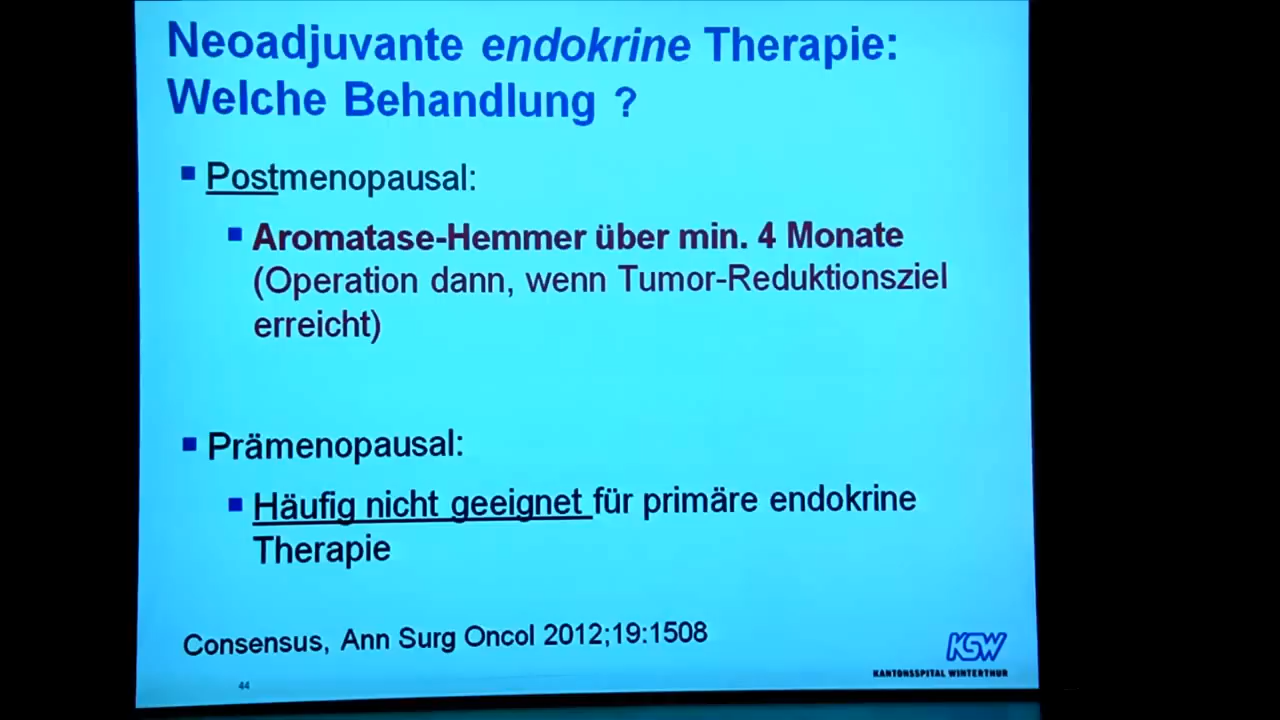 Neoadjuvante endokrine Therapie:
Welche Behandlung ?
Postmenopausal:
Aromatase-Hemmer über min. 4 Monate
(Operation dann, wenn Tumor-Reduktionsziel
erreicht)
Prämenopausal:
Häufig nicht geeignet für primäre endokrine
Therapie
Consensus, Ann Surg Oncol 2012;19:1508
KSW
KANTONSSPITAL WINTERTHUR
44